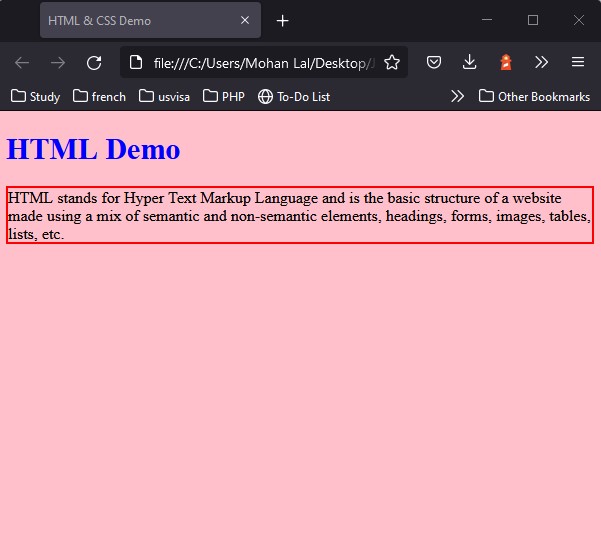 HTML & CSS Demo
file:///C:/Users/Mohan Lal/Desktop/
Study french usvisa PHP To-Do List Other Bookmarks
HTML Demo
HTML stands for Hyper Text Markup Language and is the basic structure of a website
made using a mix of semantic and non-semantic elements, headings, forms, images, tables,
lists, etc.